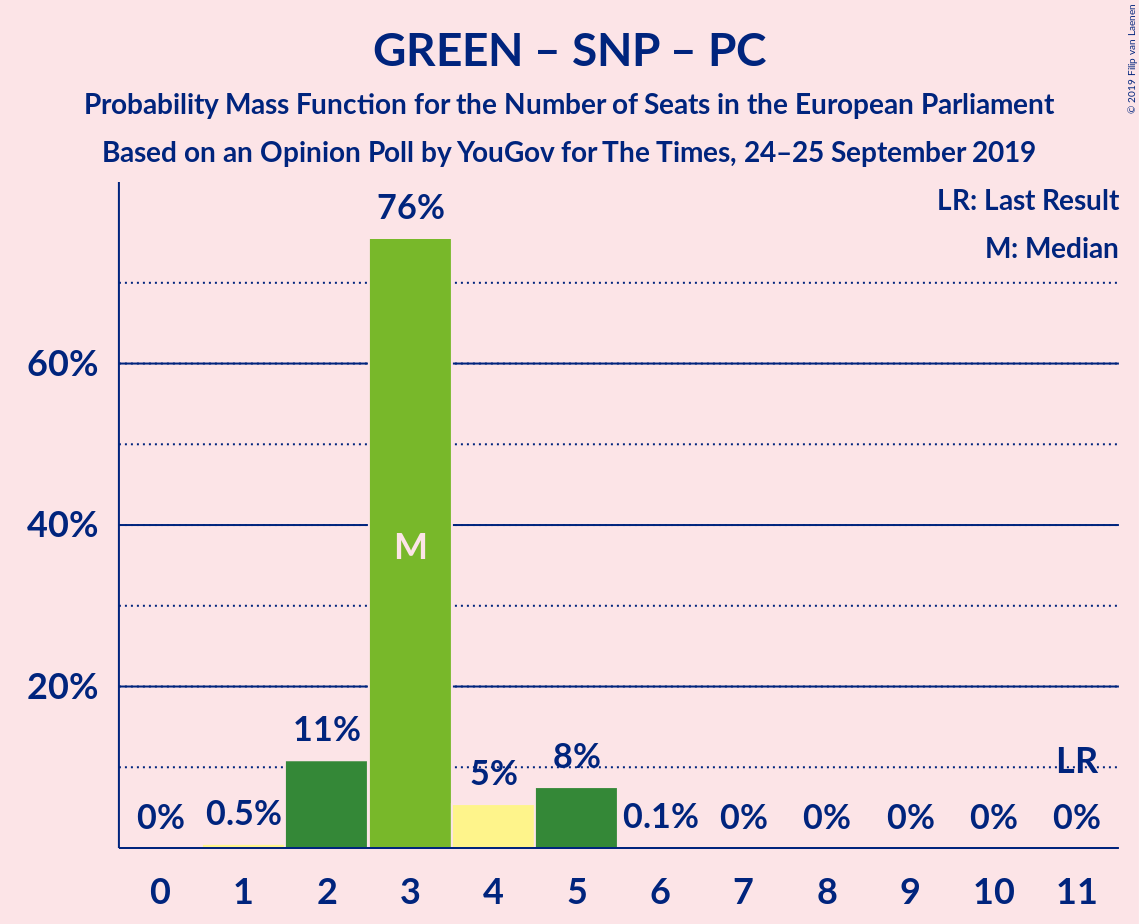 GREEN – SNP – PC
Probability Mass Function for the Number of Seats in the European Parliament
Based on an Opinion Poll by YouGov for The Times, 24–25 September 2019
© 2019 Filip van Laenen
LR: Last Result
M: Median
60%
40%
20%
0%
0.5%
11%
76%
M
5%
8%
0.1%
0%
0%
0%
0%
LR
0%
0 1 2 3 4 5 6 7 8 9 10 11